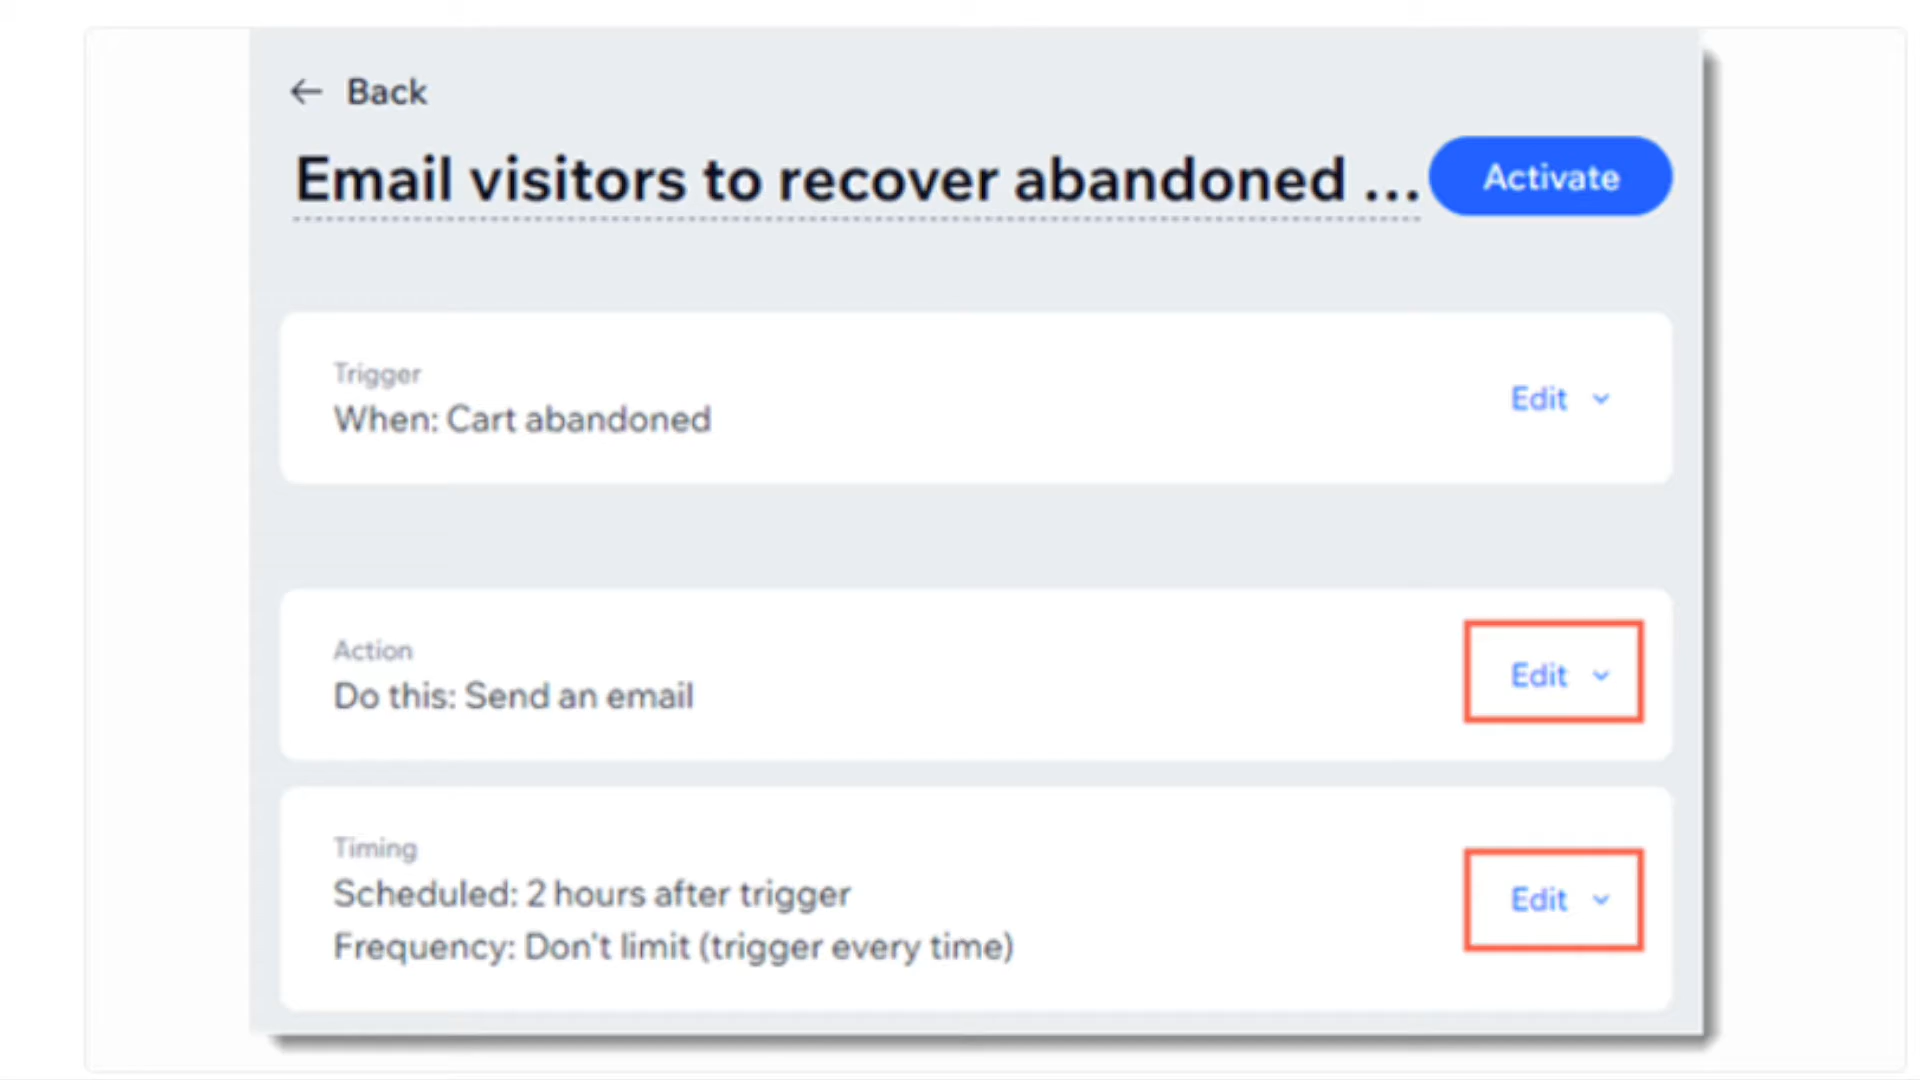 Back
Email visitors to recover abandoned ...
Activate
Trigger
When: Cart abandoned
Edit
Action
Do this: Send an email
Edit
Timing
Scheduled: 2 hours after trigger
Frequency: Don't limit (trigger every time)
Edit